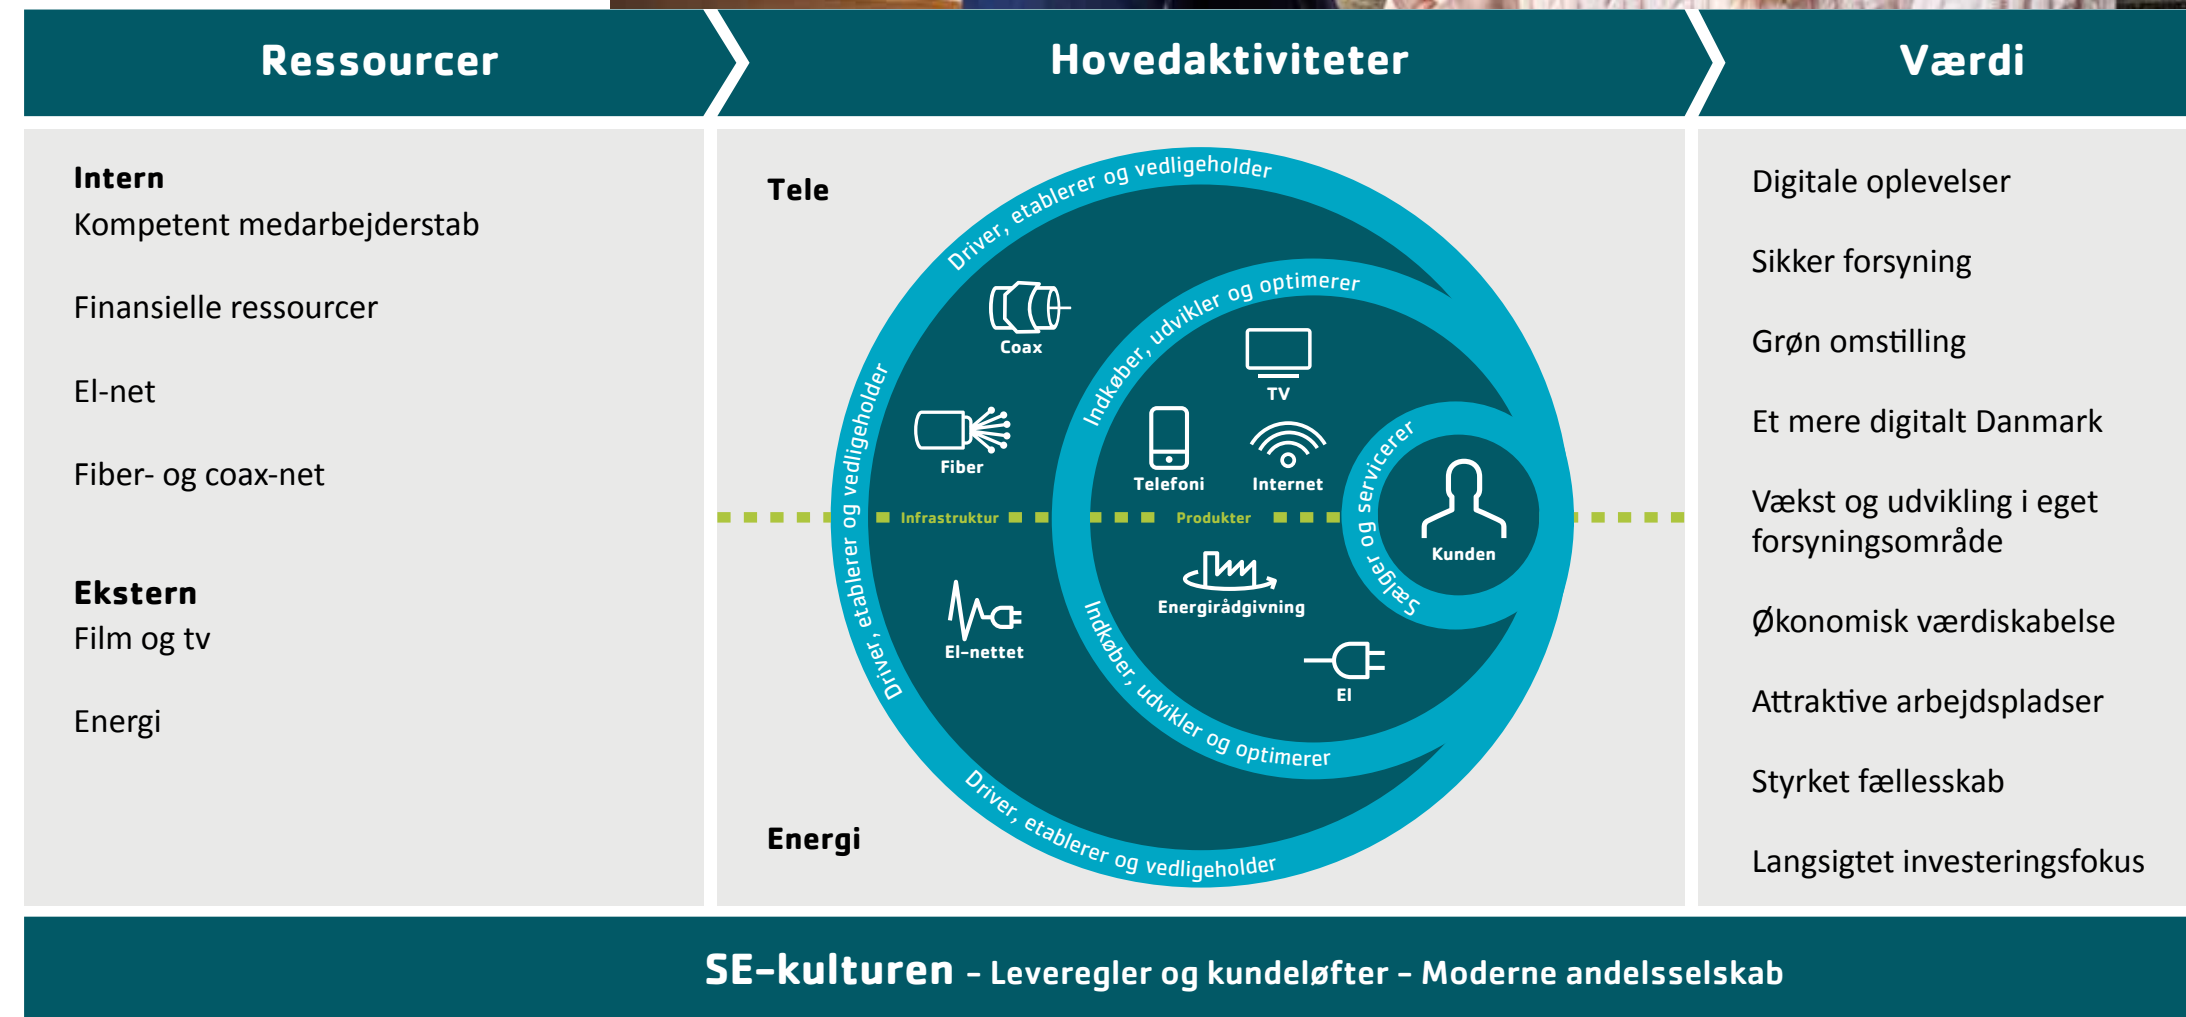 Ressourcer
Hovedaktiviteter
Værdi
Intern
Kompetent medarbejderstab
Finansielle ressourcer
El-net
Fiber- og coax-net
Ekstern
Film og tv
Energi
Tele
Driver, etablerer og vedligeholder
Driver, etablerer og vedligeholder
Driver, etablerer og vedligeholder
Indkøber, udvikler og optimerer
Indkøber, udvikler og optimerer
Sælger og servicerer
Coax
Fiber
TV
Telefoni
Internet
Infrastruktur
Produkter
Kunden
Energirådgivning
El-nettet
El
Energi
Digitale oplevelser
Sikker forsyning
Grøn omstilling
Et mere digitalt Danmark
Vækst og udvikling i eget
forsyningsområde
Økonomisk værdiskabelse
Attraktive arbejdspladser
Styrket fællesskab
Langsigtet investeringsfokus
SE-kulturen - Leveregler og kundeløfter - Moderne andelsselskab